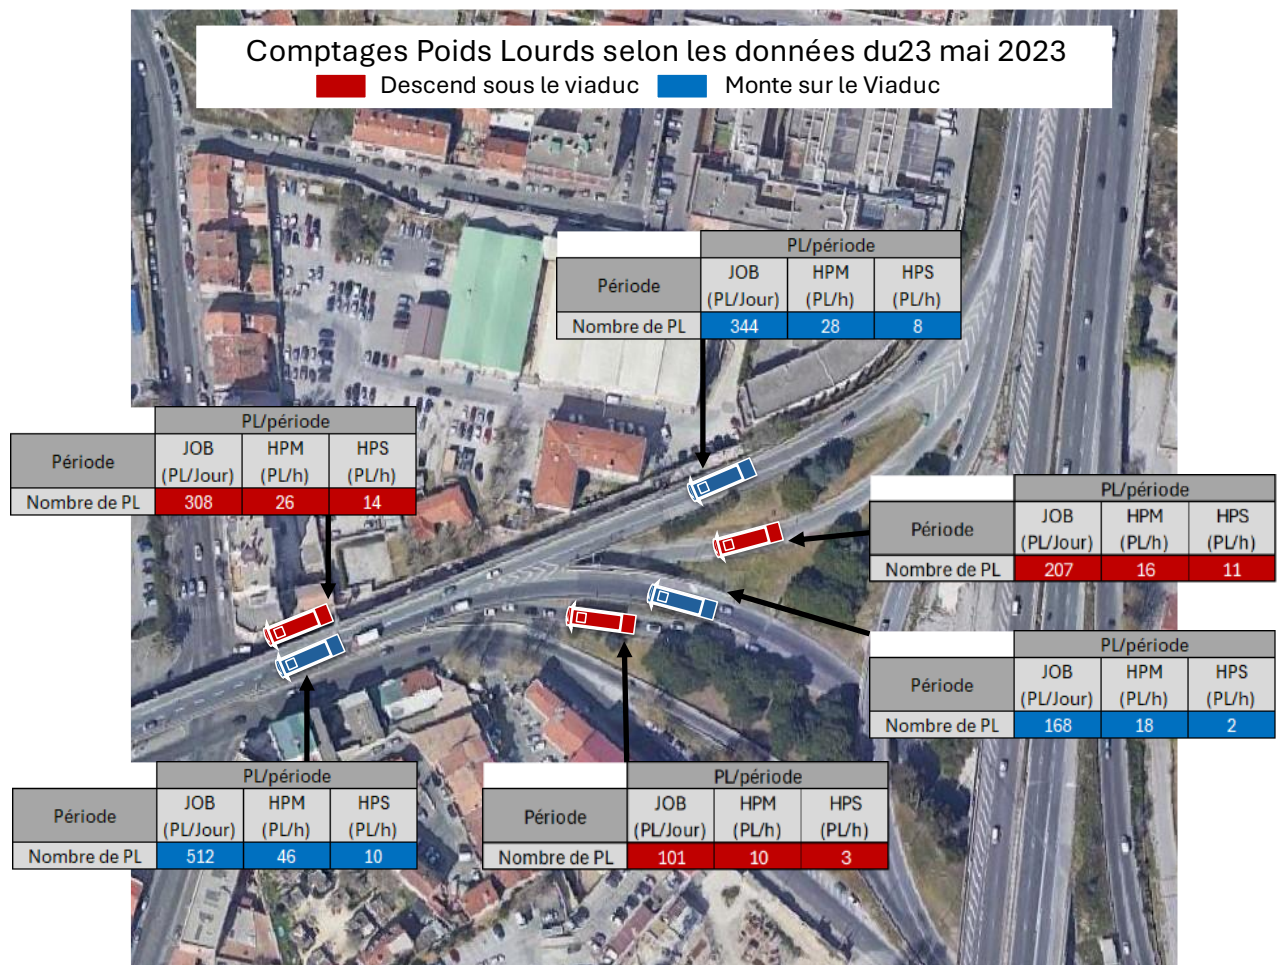 Comptages Poids Lourds selon les données du23 mai 2023
Descend sous le viaduc Monte sur le Viaduc
PL/période
Période JOB (PL/Jour) HPM (PL/h) HPS (PL/h)
Nombre de PL 344 28 8
PL/période
Période JOB (PL/Jour) HPM (PL/h) HPS (PL/h)
Nombre de PL 308 26 14
PL/période
Période JOB (PL/Jour) HPM (PL/h) HPS (PL/h)
Nombre de PL 207 16 11
PL/période
Période JOB (PL/Jour) HPM (PL/h) HPS (PL/h)
Nombre de PL 168 18 2
PL/période
Période JOB (PL/Jour) HPM (PL/h) HPS (PL/h)
Nombre de PL 512 46 10
PL/période
Période JOB (PL/Jour) HPM (PL/h) HPS (PL/h)
Nombre de PL 101 10 3